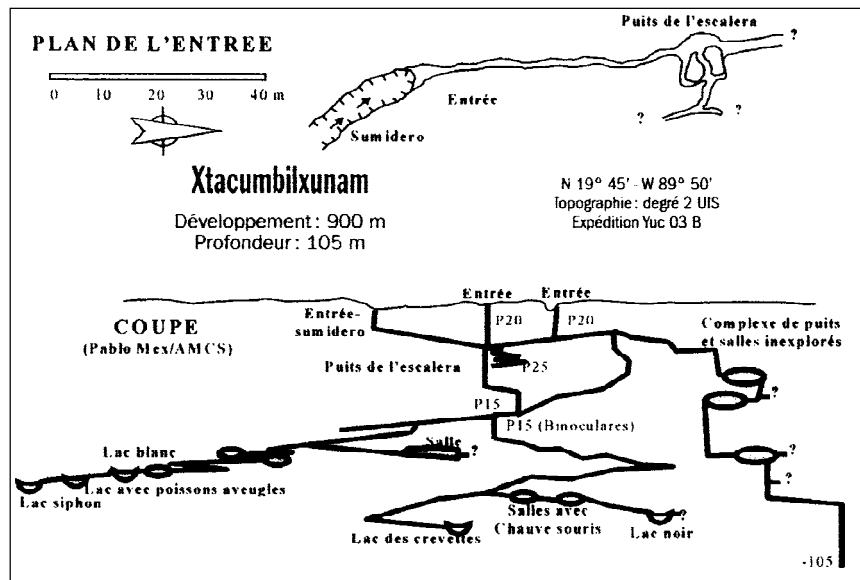 PLAN DE L'ENTREE
0 10 20 30 40 m
Puits de l'escalera
?
Entrée
Sumidero
? ?
Xtacumbilxunam
Développement : 900 m
Profondeur : 105 m
N 19° 45' - W 89° 50'
Topographie : degré 2 UIS
Expédition Yuc 03 B
Entrée Entrée
Entrée-
sumidero
P20 P20
COUPE
(Pablo Mex/AMCS)
Complexe de puits
et salles inexplorés
Puits de l'escalera
P25
?
P15
P15 (Binoculares)
Salle
?
?
Lac blanc
?
Lac avec poissons aveugles
Lac siphon
Salles avec
Chauve souris
?
Lac des crevettes
Lac noir
-105